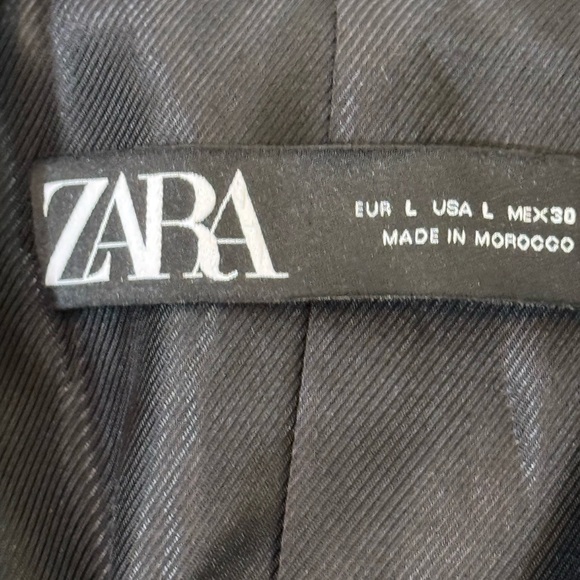 ZARA
EUR L USA L MEX30
MADE IN MOROCCO